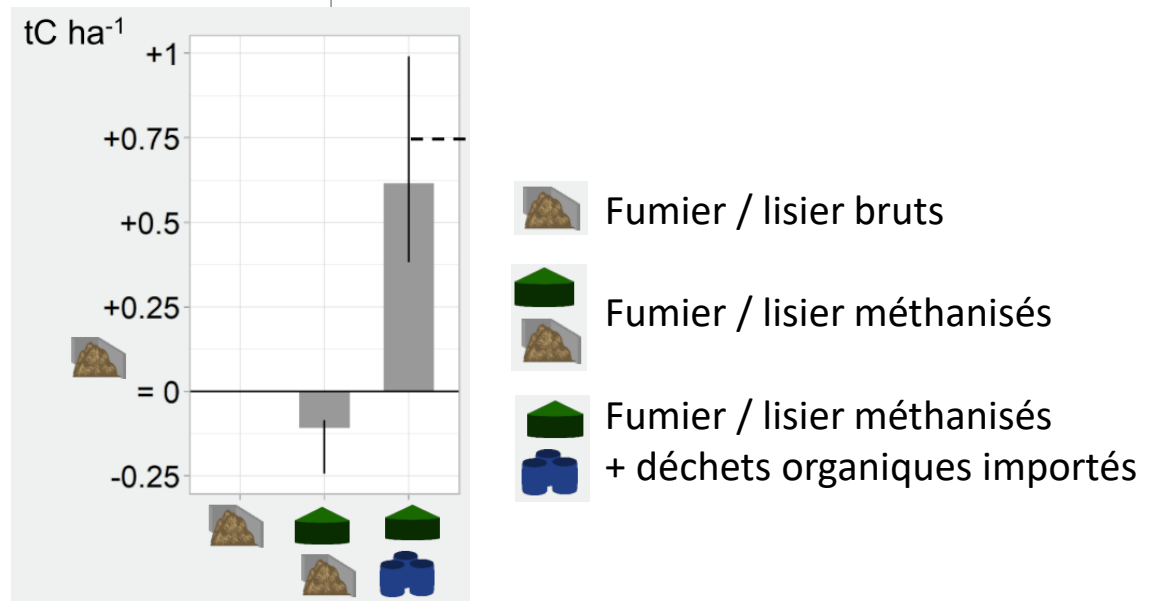 tC ha-1
+1
+0.75
+0.5
+0.25
= 0
-0.25
Fumier / lisier bruts
Fumier / lisier méthanisés
Fumier / lisier méthanisés
+ déchets organiques importés